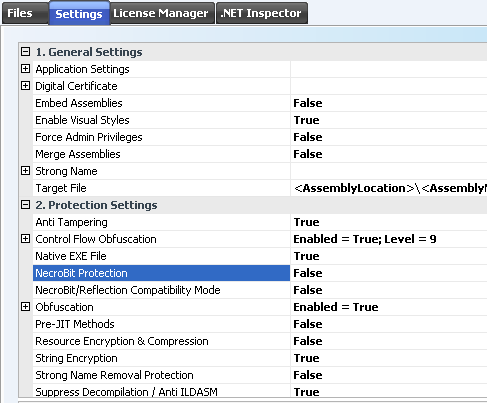 Files Settings License Manager .NET Inspector
1. General Settings
Application Settings
Digital Certificate
Embed Assemblies False
Enable Visual Styles True
Force Admin Privileges False
Merge Assemblies False
Strong Name
Target File <AssemblyLocation>\<Assembly
2. Protection Settings
Anti Tampering True
Control Flow Obfuscation Enabled = True; Level = 9
Native EXE File True
NecroBit Protection False
NecroBit/Reflection Compatibility Mode False
Obfuscation Enabled = True
Pre-JIT Methods False
Resource Encryption & Compression False
String Encryption True
Strong Name Removal Protection False
Suppress Decompilation / Anti ILDASM True